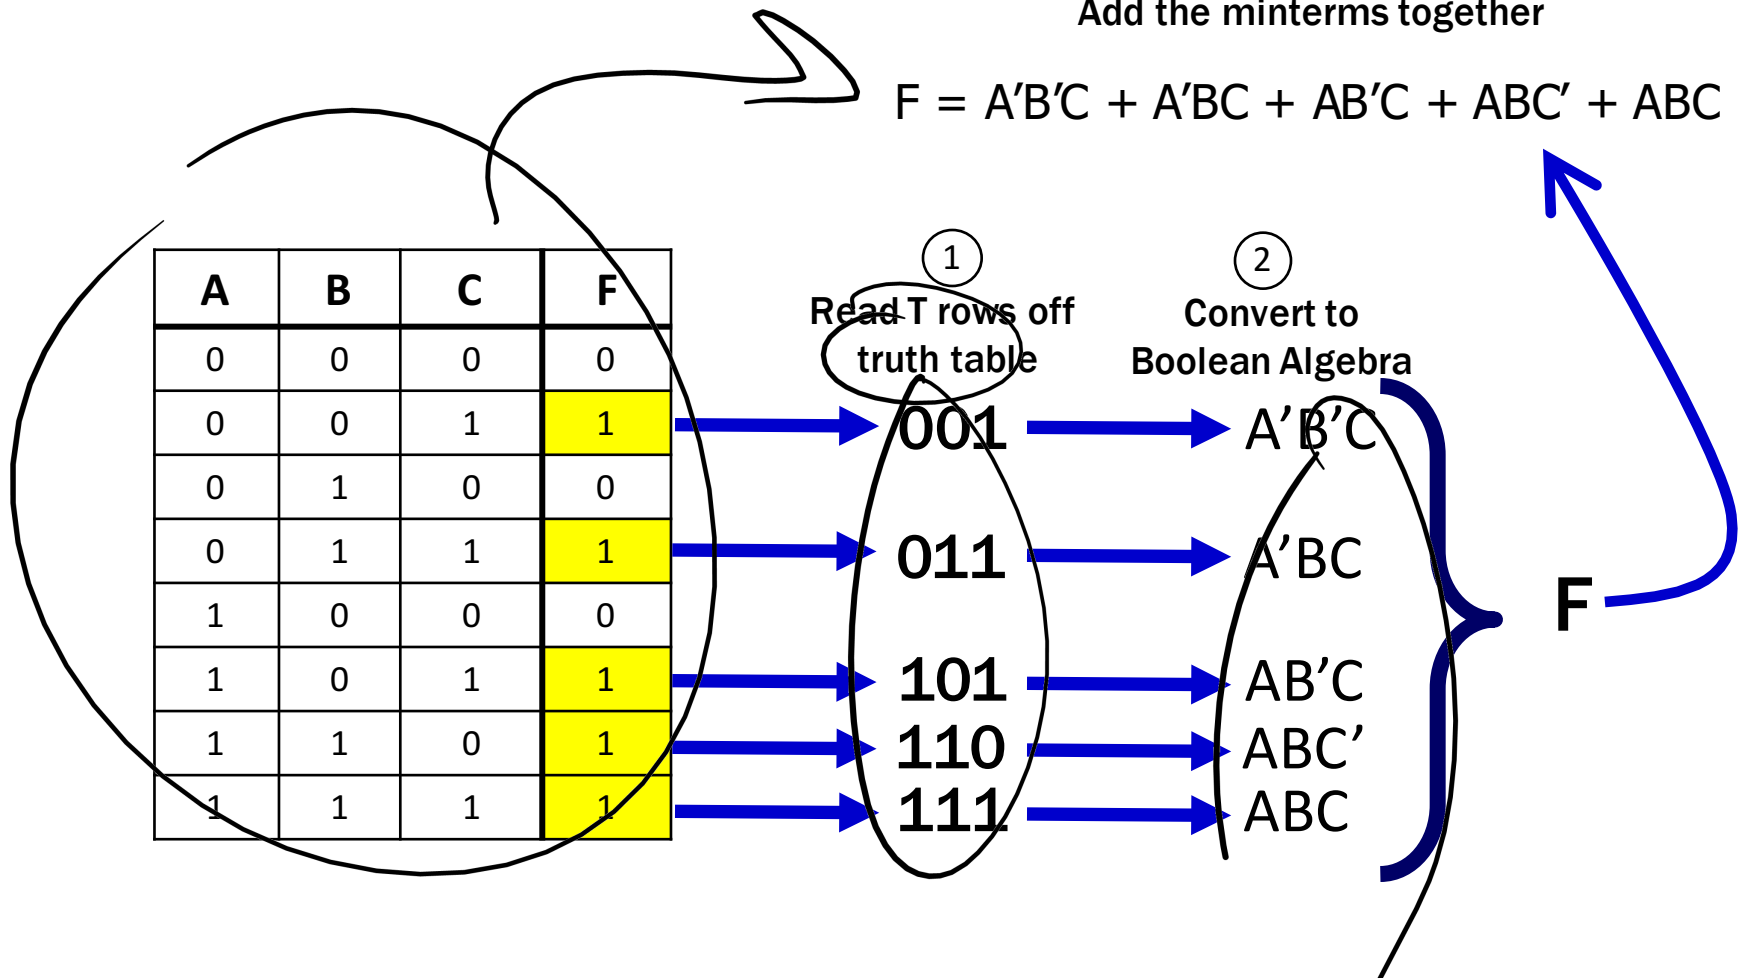 Add the minterms together
F = A′B′C + A′BC + AB′C + ABC′ + ABC
A B C F
0 0 0 0
0 0 1 1
0 1 0 0
0 1 1 1
1 0 0 0
1 0 1 1
1 1 0 1
1 1 1 1
1
Read T rows off
truth table
001
011
101
110
111
2
Convert to
Boolean Algebra
A′B′C
A′BC
AB′C
ABC′
ABC
F